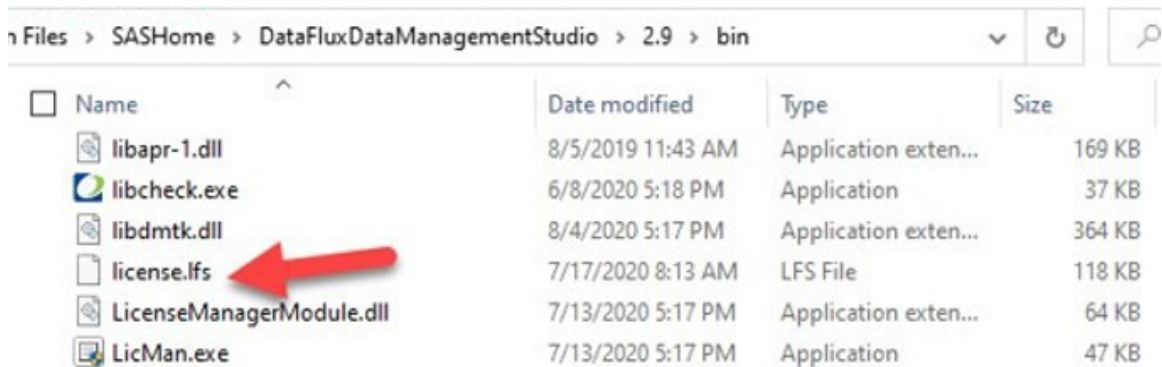 n Files > SASHome > DataFluxDataManagementStudio > 2.9 > bin
Name Date modified Type Size
libapr-1.dll 8/5/2019 11:43 AM Application exten... 169 KB
libcheck.exe 6/8/2020 5:18 PM Application 37 KB
libdmtk.dll 8/4/2020 5:17 PM Application exten... 364 KB
license.lfs 7/17/2020 8:13 AM LFS File 118 KB
LicenseManagerModule.dll 7/13/2020 5:17 PM Application exten... 64 KB
LicMan.exe 7/13/2020 5:17 PM Application 47 KB